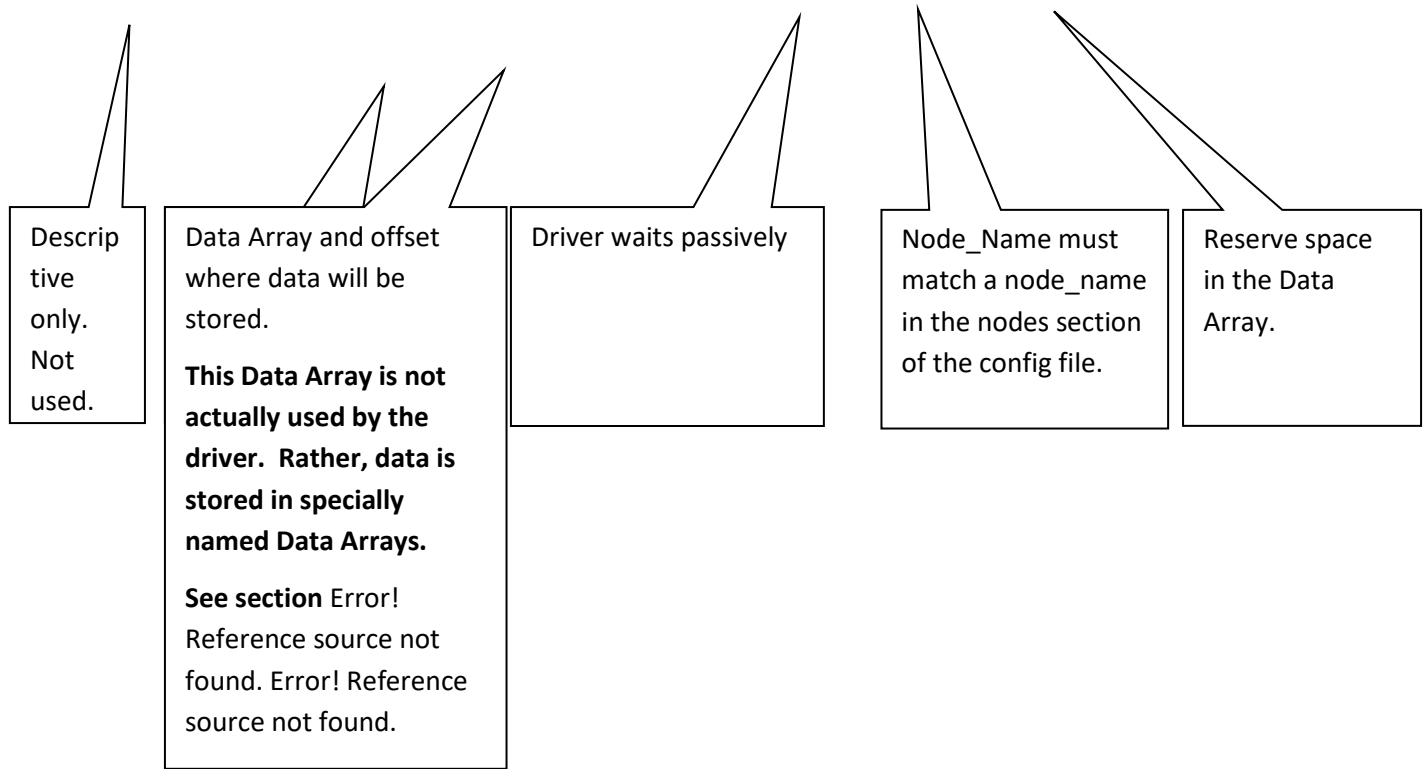 Descrip
tive
only.
Not
used.
Data Array and offset
where data will be
stored.
This Data Array is not
actually used by the
driver.  Rather, data is
stored in specially
named Data Arrays.
See section Error!
Reference source not
found. Error! Reference
source not found.
Driver waits passively
Node_Name must
match a node_name
in the nodes section
of the config file.
Reserve space
in the Data
Array.